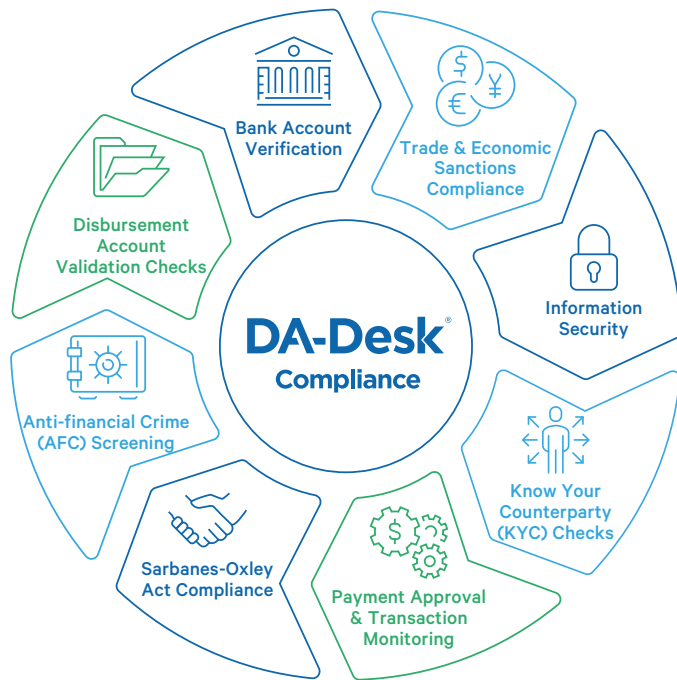 Bank Account
Verification
Trade & Economic
Sanctions
Compliance
Information
Security
Know Your
Counterparty
(KYC) Checks
Payment Approval
& Transaction
Monitoring
Sarbanes-Oxley
Act Compliance
Anti-financial Crime
(AFC) Screening
Disbursement
Account
Validation Checks
DA-Desk®
Compliance
$
¥
€
$